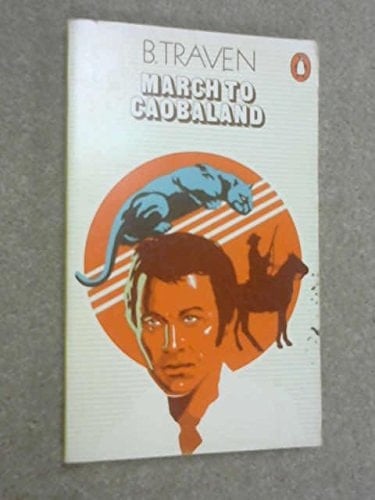 B. TRAVEN
MARCH TO
CAOBALAND